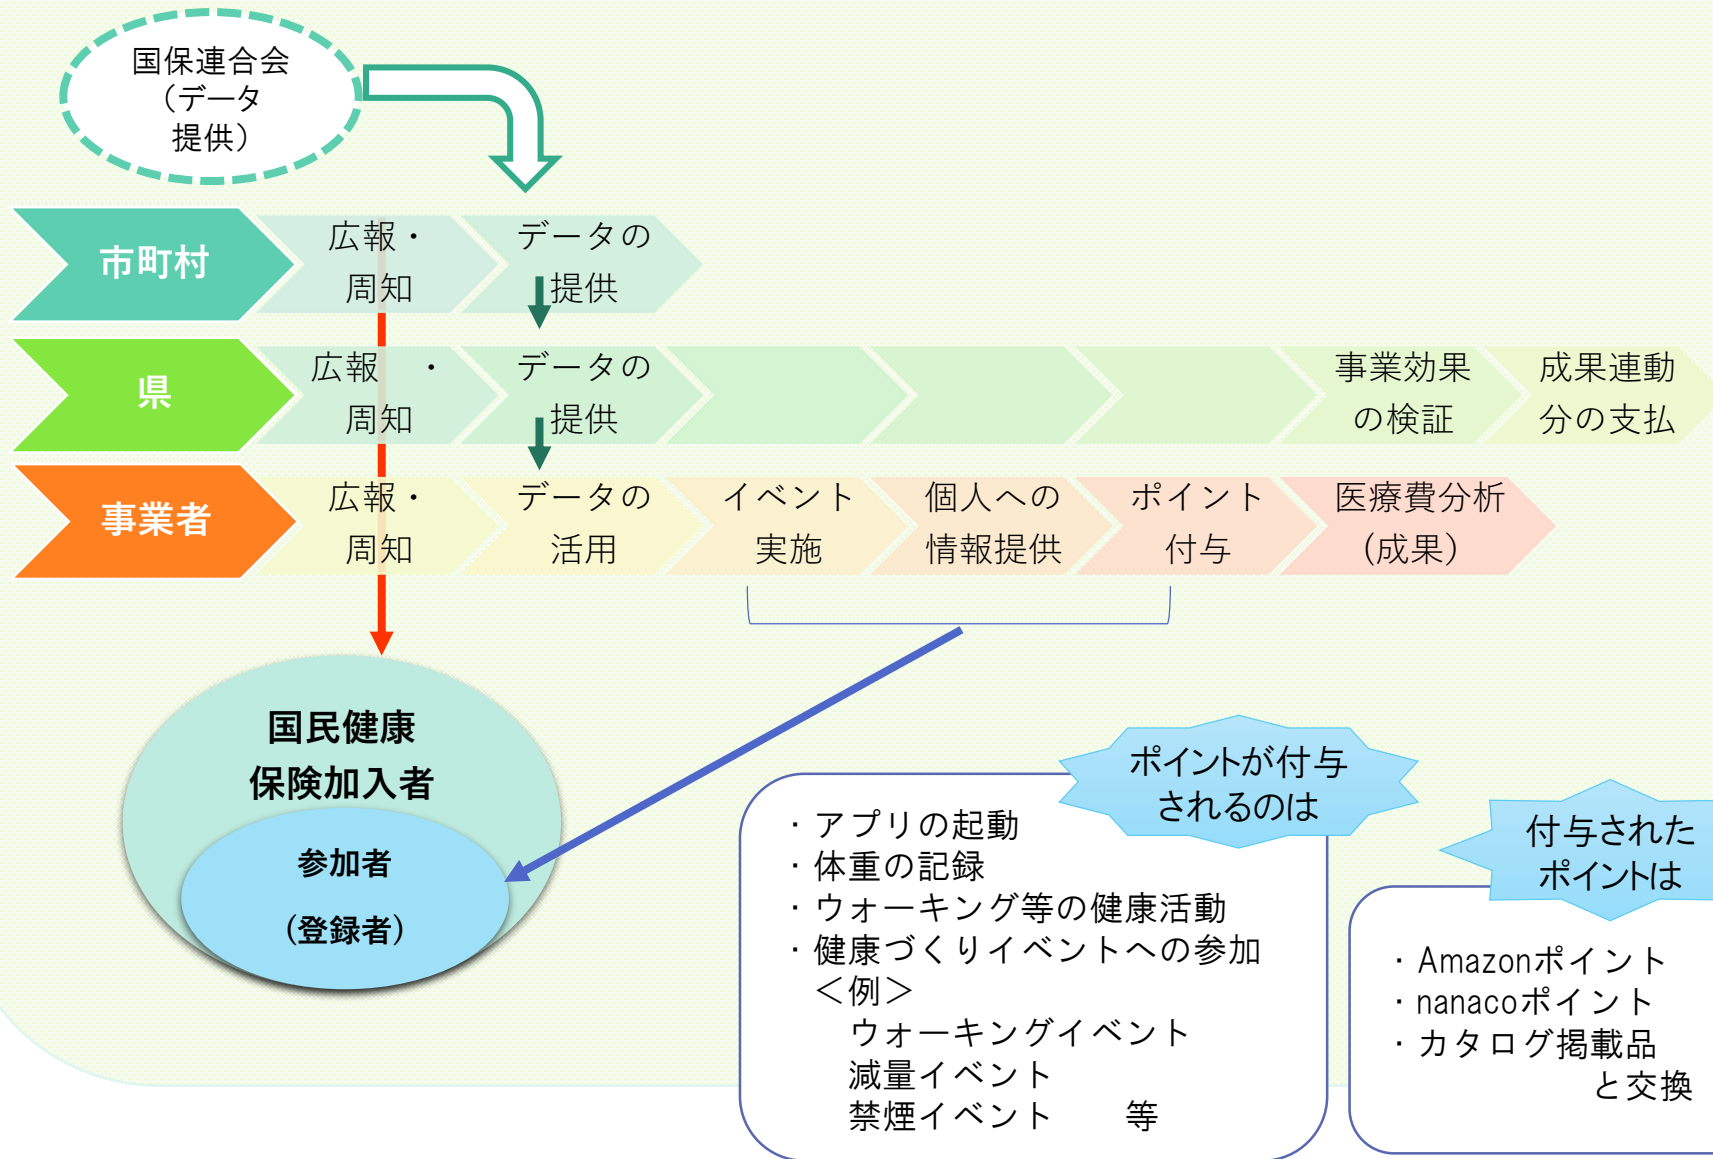 国保連合会
（データ
提供）
市町村
広報・
周知
データの
提供
県
広報　・
周知
データの
提供
事業効果
の検証
成果連動
分の支払
事業者
広報・
周知
データの
活用
イベント
実施
個人への
情報提供
ポイント
付与
医療費分析
（成果）
国民健康
保険加入者
参加者
（登録者）
ポイントが付与
されるのは
・アプリの起動
・体重の記録
・ウォーキング等の健康活動
・健康づくりイベントへの参加
＜例＞
ウォーキングイベント
減量イベント
禁煙イベント　　等
付与された
ポイントは
・Amazonポイント
・nanacoポイント
・カタログ掲載品
と交換